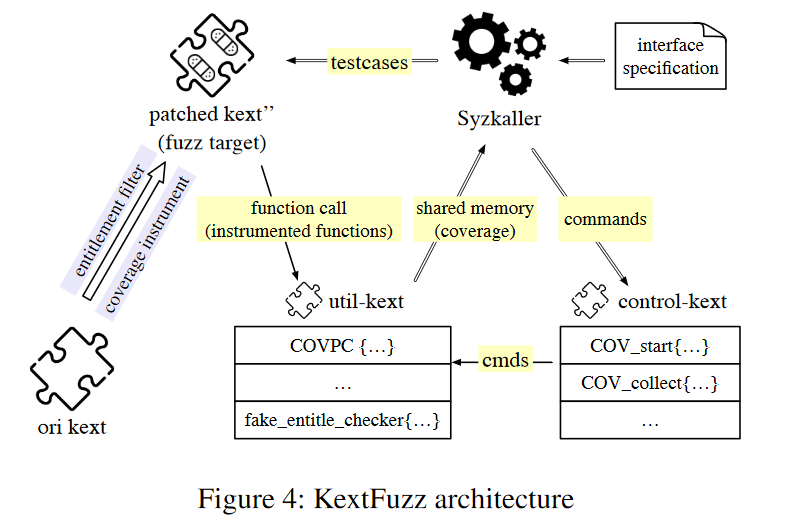 testcases
interface
specification
patched kext’’
(fuzz target)
Syzkaller
entitlement filter
coverage instrument
function call
(instrumented functions)
shared memory
(coverage)
commands
util-kext
control-kext
COVPC {…}
…
fake_entitle_checker{…}
cmds
COV_start{…}
COV_collect{…}
…
ori kext
Figure 4: KextFuzz architecture